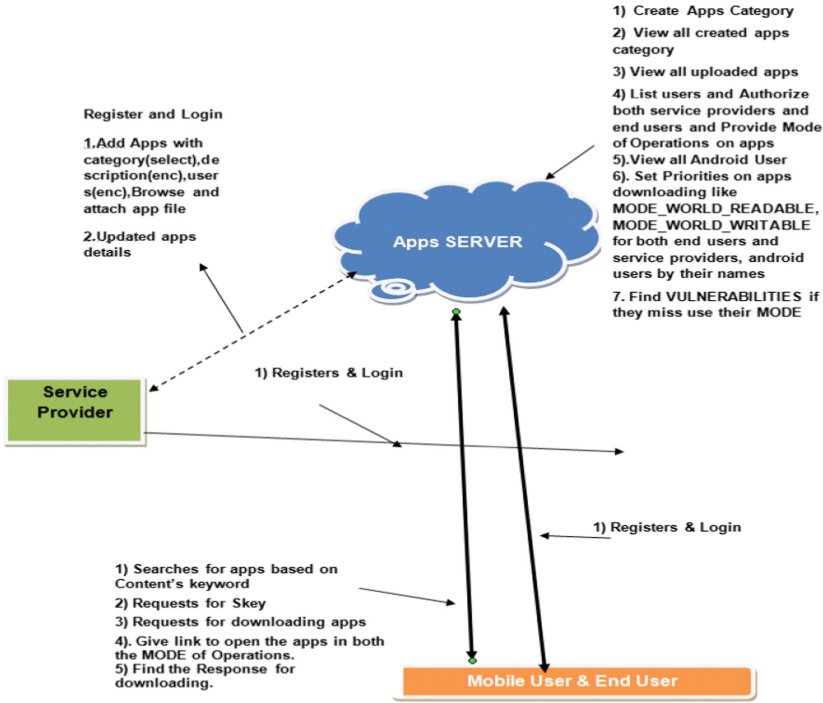 1) Create Apps Category
2) View all created apps
category
3) View all uploaded apps
4) List users and Authorize
both service providers and
end users and Provide Mode
of Operations on apps
5).View all Android User
6). Set Priorities on apps
downloading like
MODE_WORLD_READABLE,
MODE_WORLD_WRITABLE
for both end users and
service providers, android
users by their names
7. Find VULNERABILITIES if
they miss use their MODE
Register and Login
1.Add Apps with
category(select),de
scription(enc),user
s(enc),Browse and
attach app file
2.Updated apps
details
Apps SERVER
Service
Provider
1) Registers & Login
1) Registers & Login
1) Searches for apps based on
Content's keyword
2) Requests for Skey
3) Requests for downloading apps
4). Give link to open the apps in both
the MODE of Operations.
5) Find the Response for
downloading.
Mobile User & End User